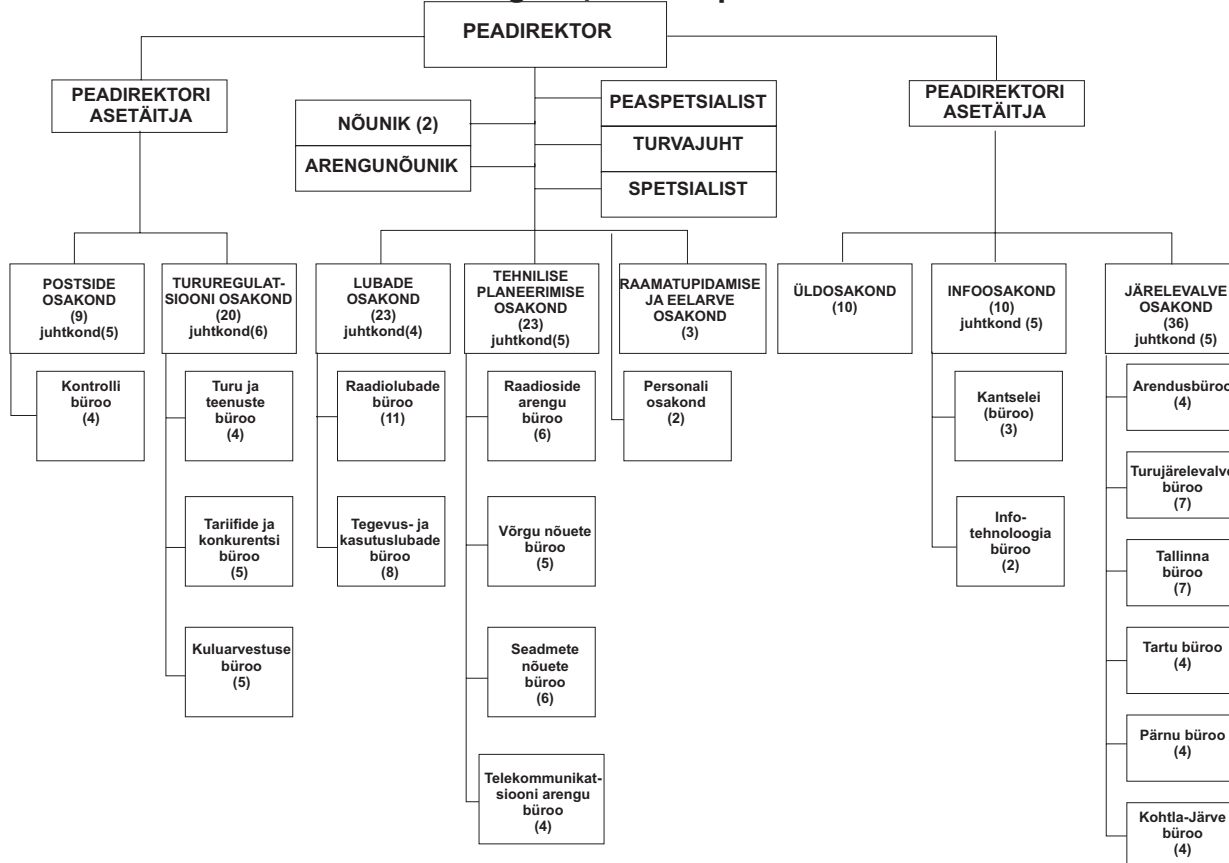 PEADIREKTOR
PEADIREKTORI
ASETÄITJA
NÕUNIK (2)
ARENGUNÕUNIK
PEASPETSIALIST
TURVAJUHT
SPETSIALIST
PEADIREKTORI
ASETÄITJA
POSTSIDE
OSAKOND
(9)
juhtkond(5)
TURUREGULAT-
SIOONI OSAKOND
(20)
juhtkond(6)
LUBADE
OSAKOND
(23)
juhtkond(4)
TEHNILISE
PLANEERIMISE
OSAKOND
(23)
juhtkond(5)
RAAMATUPIDAMISE
JA EELARVE
OSAKOND
(3)
ÜLDOSAKOND
(10)
INFOOSAKOND
(10)
juhtkond (5)
JÄRELEVALVE
OSAKOND
(36)
juhtkond (5)
Kontrolli
büroo
(4)
Turu ja
teenuste
büroo
(4)
Tariifide ja
konkurentsi
büroo
(5)
Kuluarvestuse
büroo
(5)
Raadiolubade
büroo
(11)
Tegevus- ja
kasutuslubade
büroo
(8)
Raadioside
arengu
büroo
(6)
Võrgu nõuete
büroo
(5)
Seadmete
nõuete
büroo
(6)
Telekommunikat-
siooni arengu
büroo
(4)
Personali
osakond
(2)
Kantselei
(büroo)
(3)
Info-
tehnoloogia
büroo
(2)
Arendusbüroo
(4)
Turujärelevalve
büroo
(7)
Tallinna
büroo
(7)
Tartu büroo
(4)
Pärnu büroo
(4)
Kohtla-Järve
büroo
(4)